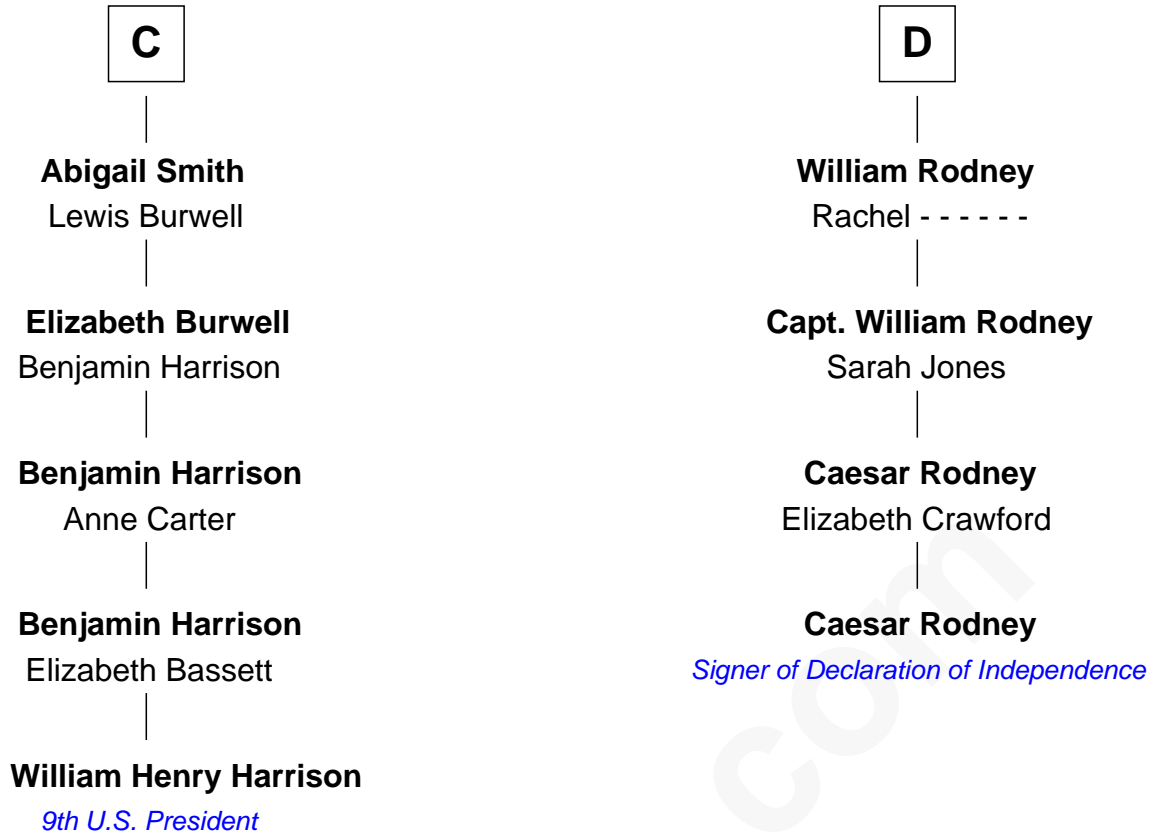 C
Abigail Smith
Lewis Burwell
Elizabeth Burwell
Benjamin Harrison
Benjamin Harrison
Anne Carter
Benjamin Harrison
Elizabeth Bassett
William Henry Harrison
9th U.S. President
D
William Rodney
Rachel - - - - - -
Capt. William Rodney
Sarah Jones
Caesar Rodney
Elizabeth Crawford
Caesar Rodney
Signer of Declaration of Independence
com